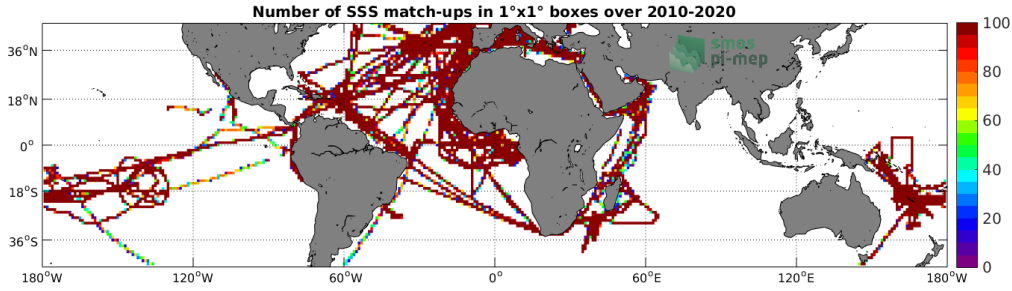 Number of SSS match-ups in 1°x1° boxes over 2010-2020
smos
pi-mep
36°N
18°N
0°
18°S
36°S
180°W
120°W
60°W
0°
60°E
120°E
180°W
100
80
60
40
20
0